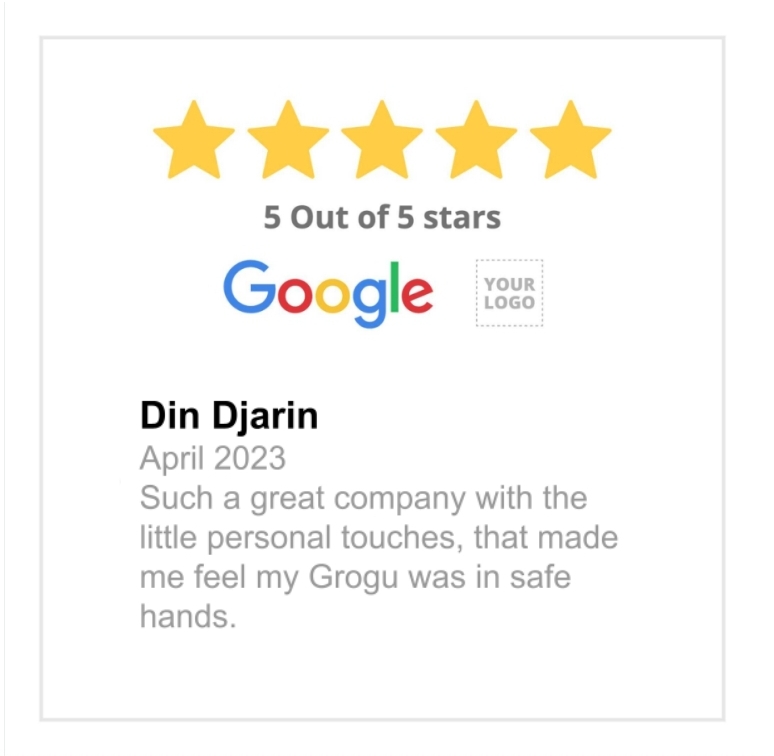 5 Out of 5 stars
Google
YOUR
LOGO
Din Djarin
April 2023
Such a great company with the
little personal touches, that made
me feel my Grogu was in safe
hands.